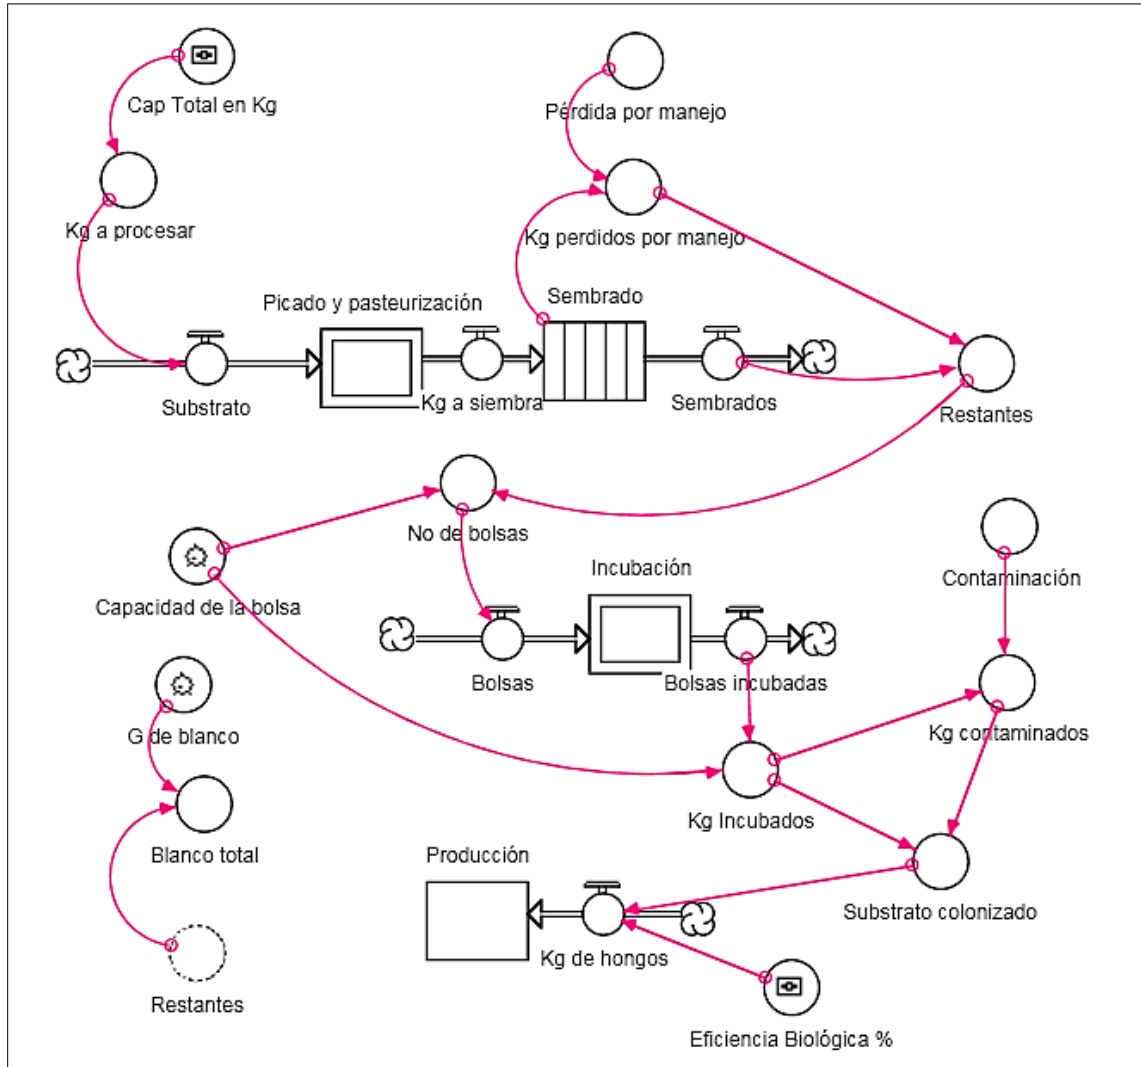 Cap Total en Kg
Pérdida por manejo
Kg a procesar
Kg perdidos por manejo
Picado y pasteurización
Sembrado
Substrato
Kg a siembra
Sembrados
Restantes
No de bolsas
Contaminación
Capacidad de la bolsa
Incubación
Bolsas
Bolsas incubadas
G de blanco
Kg contaminados
Kg Incubados
Blanco total
Producción
Substrato colonizado
Kg de hongos
Restantes
Eficiencia Biológica %